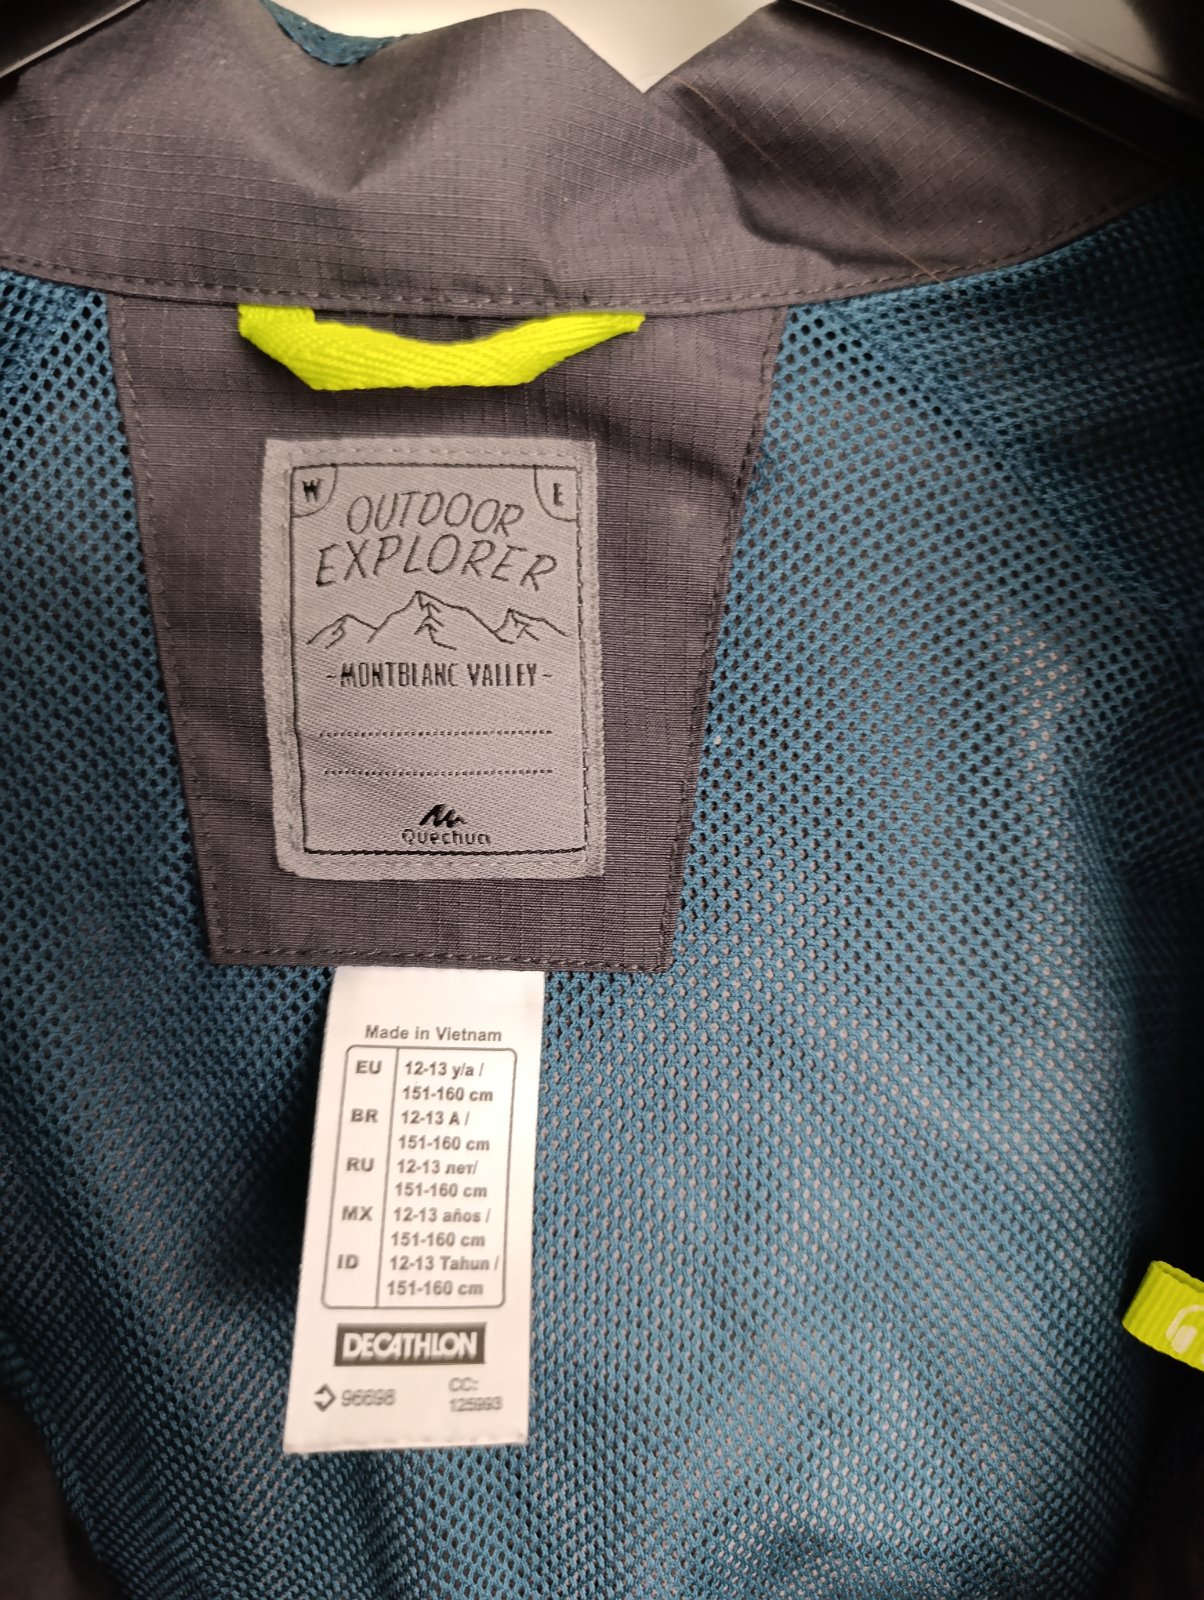 W E
OUTDOOR
EXPLORER
-MONTBLANC VALLEY-
Quechua
Made in Vietnam
EU 12-13 y/a /
151-160 cm
BR 12-13 A /
151-160 cm
RU 12-13 лет/
151-160 cm
MX 12-13 años /
151-160 cm
ID 12-13 Tahun /
151-160 cm
DECATHLON
96698 CC:
125993